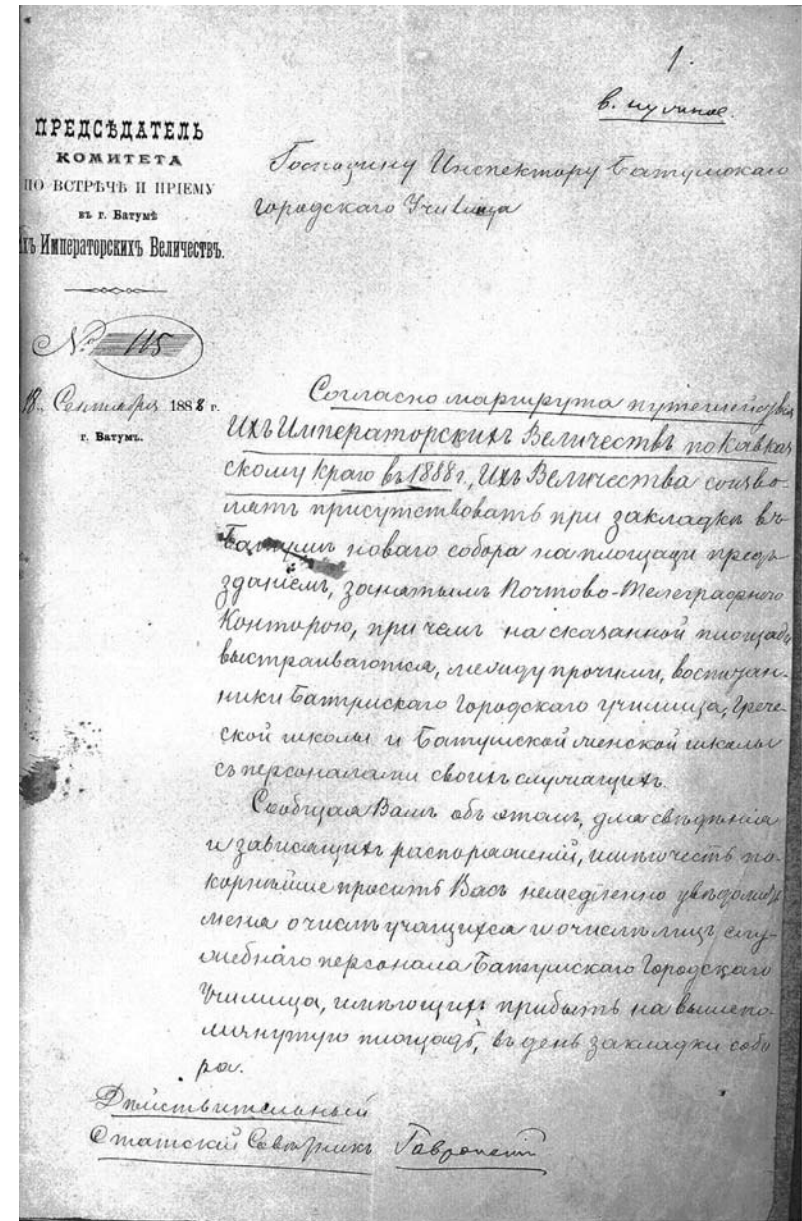 1.
ПРЕДСѢДАТЕЛЬ
КОМИТЕТА
ПО ВСТРѢЧѢ И ПРІЕМУ
въ г. Батумѣ
Ихъ Императорскихъ Величествъ.
№ 115
18 Сентября 1888 г.
г. Батумъ.
Господину Инспектору Батумскаго
Городскаго Училища
Согласно маршрута путешествія
Ихъ Императорскихъ Величествъ по Кавказ
скому краю въ 1888 г., Ихъ Величества соизво-
лятъ присутствовать при закладкѣ въ
Батумѣ новаго собора на площади предъ
зданіемъ, занятымъ Почтово-Телеграфною
Конторою, при чемъ на сказанной площади
выстраиваются, между прочими, воспитан-
ники Батумскаго Городскаго училища, Грече-
ской школы и Батумской женской школы
съ персоналами своихъ служащихъ.
Сообщая Вамъ объ этомъ, для свѣдѣнія
и зависящихъ распоряженій, имѣю честь по-
корнѣйше просить Васъ немедленно увѣдомить
меня о числѣ учащихся и о числѣ лицъ слу-
жебнаго персонала Батумскаго Городскаго
Училища, имѣющихъ прибыть на вышепо-
мянутую площадь, въ день закладки собо
ра.
Дѣйствительный
Статскій Совѣтникъ